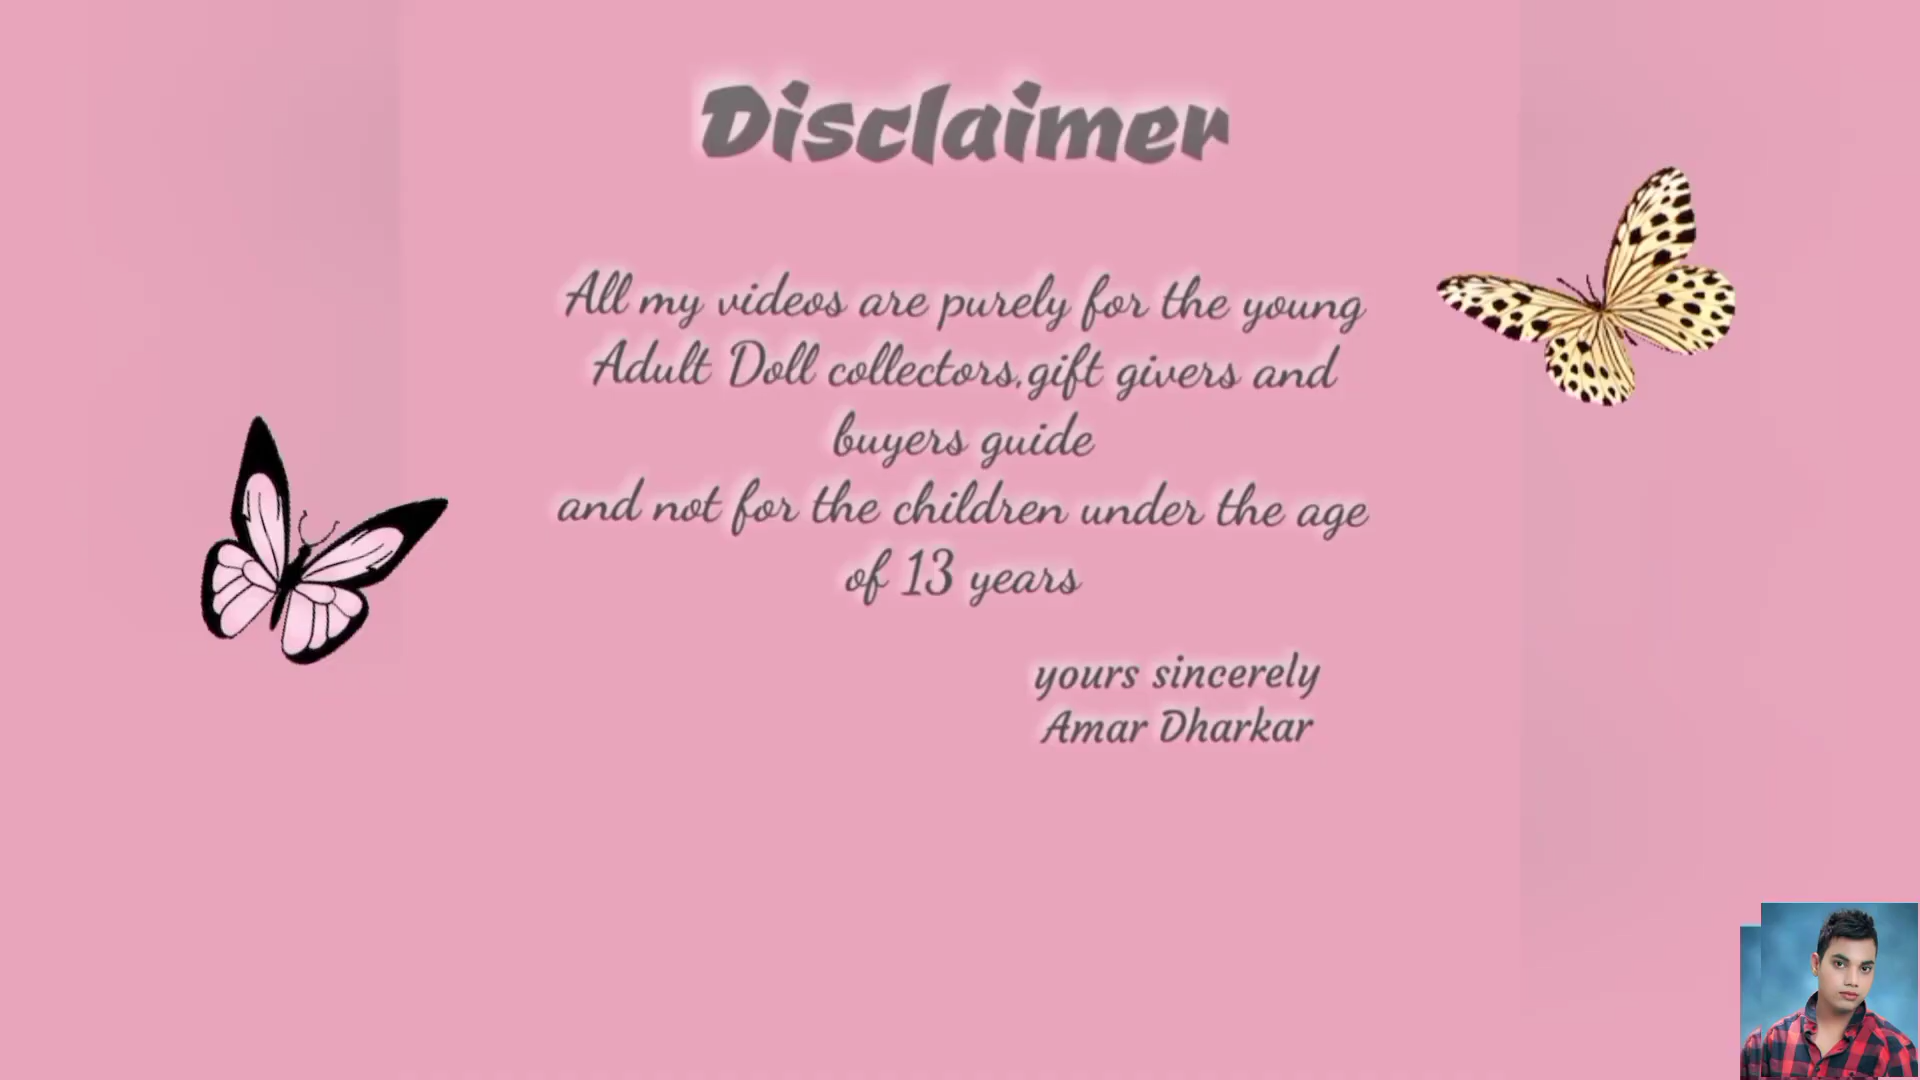 Disclaimer
All my videos are purely for the young
Adult Doll collectors,gift givers and
buyers guide
and not for the children under the age
of 13 years
yours sincerely
Amar Dharkar